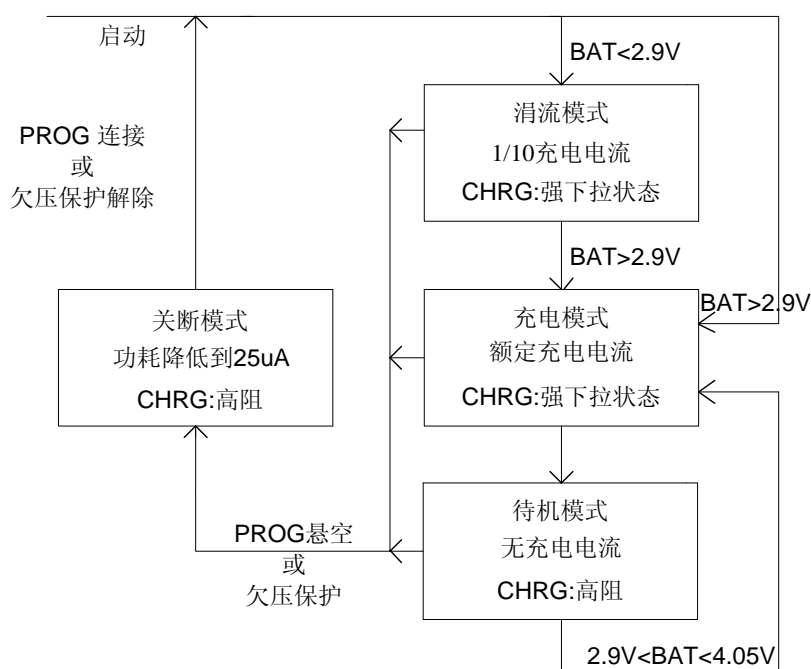 启动
BAT<2.9V
PROG 连接
或
欠压保护解除
涓流模式
1/10充电电流
CHRG:强下拉状态
BAT>2.9V
BAT>2.9V
关断模式
功耗降低到25uA
CHRG:高阻
充电模式
额定充电电流
CHRG:强下拉状态
PROG悬空
或
欠压保护
待机模式
无充电电流
CHRG:高阻
2.9V<BAT<4.05V